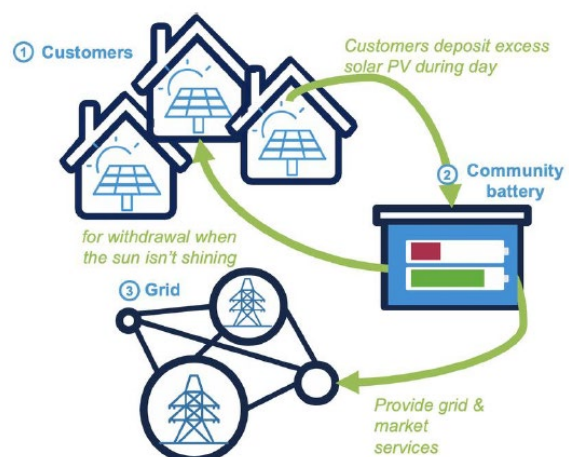 ① Customers
Customers deposit excess
solar PV during day
② Community
battery
for withdrawal when
the sun isn't shining
③ Grid
Provide grid &
market
services